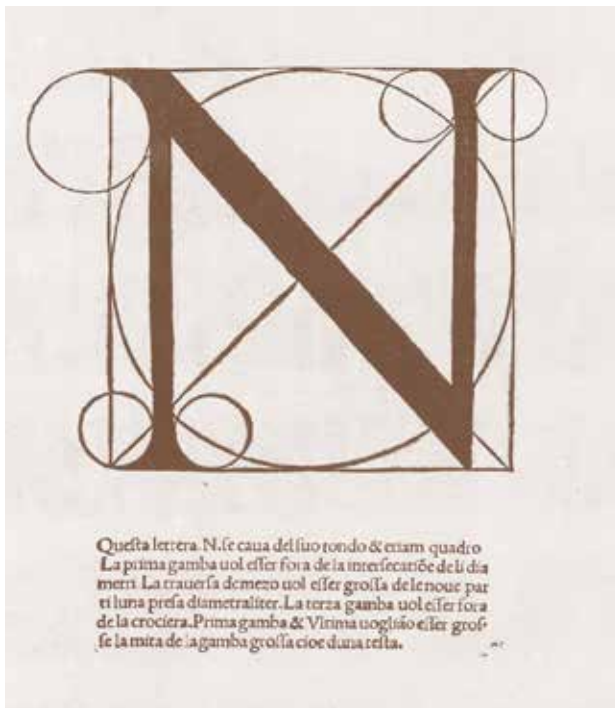 N
Queſta lettera. N. ſe caua del ſuo tondo & etiam quadro
La prima gamba uol eſſer fora de la interſecatiõe de li dia
metri. La trauerſa de mezo uol eſſer groſſa de le noue par
ti luna preſa diametraliter. La terza gamba uol eſſer fora
de la crociera. Prima gamba & Vltima uoglião eſſer groſ-
ſe la mita de la gamba groſſa cioe duna teſta.